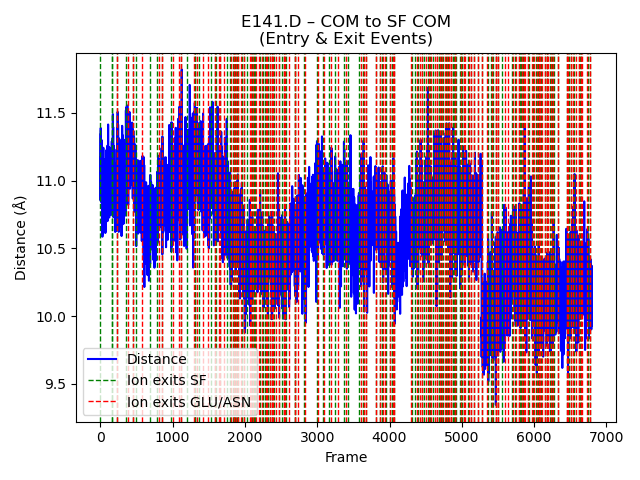 E141.D – COM to SF COM
(Entry & Exit Events)
Distance (Å)
11.5
11.0
10.5
10.0
9.5
Distance
Ion exits SF
Ion exits GLU/ASN
0 1000 2000 3000 4000 5000 6000 7000
Frame